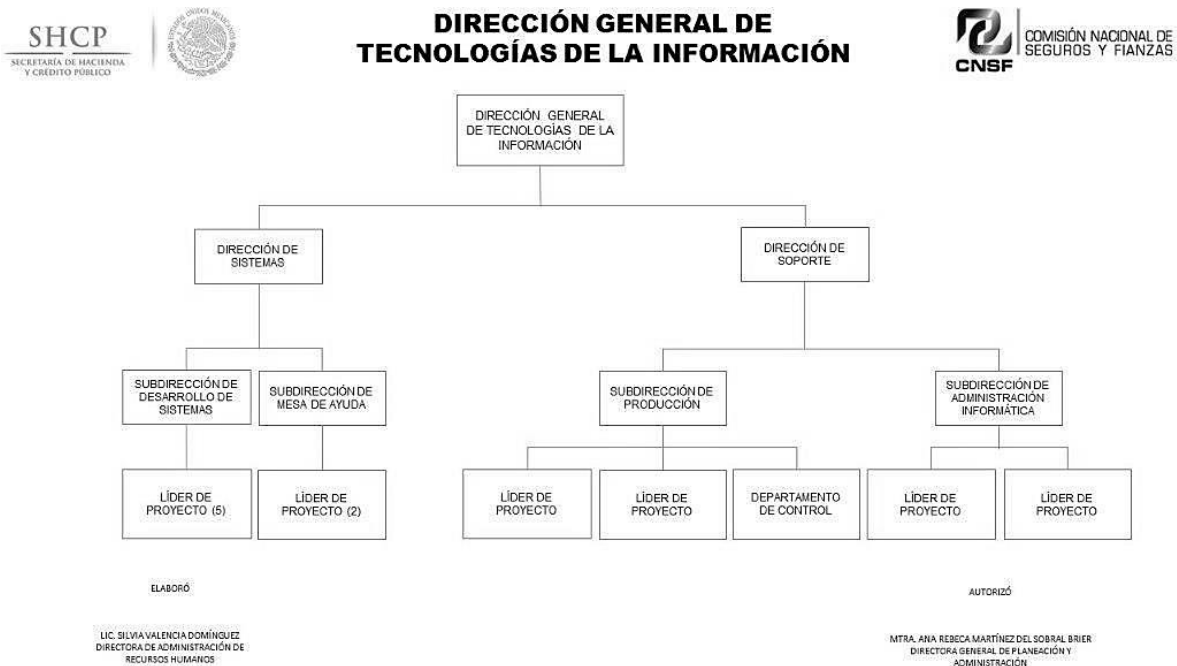 SHCP
SECRETARÍA DE HACIENDA
Y CRÉDITO PÚBLICO
ESTADOS UNIDOS MEXICANOS
DIRECCIÓN GENERAL DE
TECNOLOGÍAS DE LA INFORMACIÓN
CNSF
COMISIÓN NACIONAL DE
SEGUROS Y FIANZAS
DIRECCIÓN GENERAL
DE TECNOLOGÍAS DE LA
INFORMACIÓN
DIRECCIÓN DE
SISTEMAS
DIRECCIÓN DE
SOPORTE
SUBDIRECCIÓN DE
DESARROLLO DE
SISTEMAS
SUBDIRECCIÓN DE
MESA DE AYUDA
SUBDIRECCIÓN DE
PRODUCCIÓN
SUBDIRECCIÓN DE
ADMINISTRACIÓN
INFORMÁTICA
LÍDER DE
PROYECTO (5)
LÍDER DE
PROYECTO (2)
LÍDER DE
PROYECTO
LÍDER DE
PROYECTO
DEPARTAMENTO
DE CONTROL
LÍDER DE
PROYECTO
LÍDER DE
PROYECTO
ELABORÓ
LIC. SILVIA VALENCIA DOMÍNGUEZ
DIRECTORA DE ADMINISTRACIÓN DE
RECURSOS HUMANOS
AUTORIZÓ
MTRA. ANA REBECA MARTÍNEZ DEL SOBRAL BRIER
DIRECTORA GENERAL DE PLANEACIÓN Y
ADMINISTRACIÓN